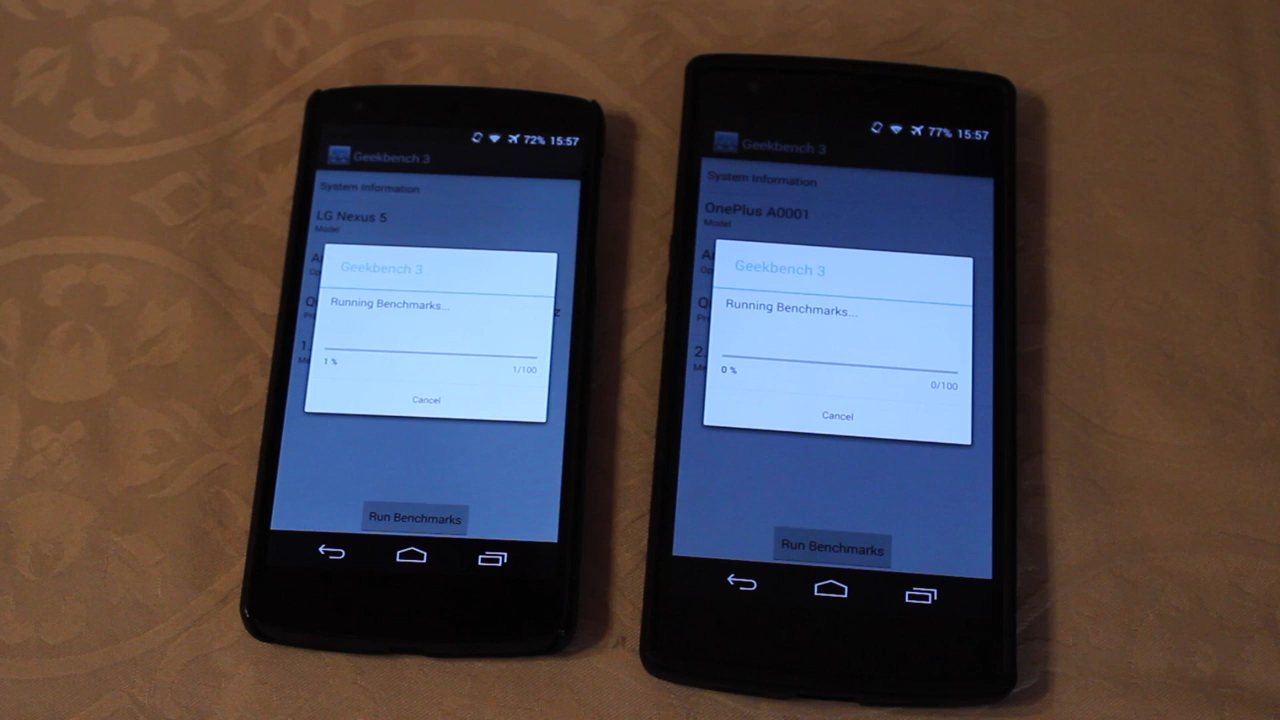 72% 15:57
Geekbench 3
System Information
LG Nexus 5
Model
Geekbench 3
Running Benchmarks...
1 %
1/100
Cancel
Run Benchmarks
77% 15:57
Geekbench 3
System Information
OnePlus A0001
Model
Geekbench 3
Running Benchmarks...
0 %
0/100
Cancel
Run Benchmarks